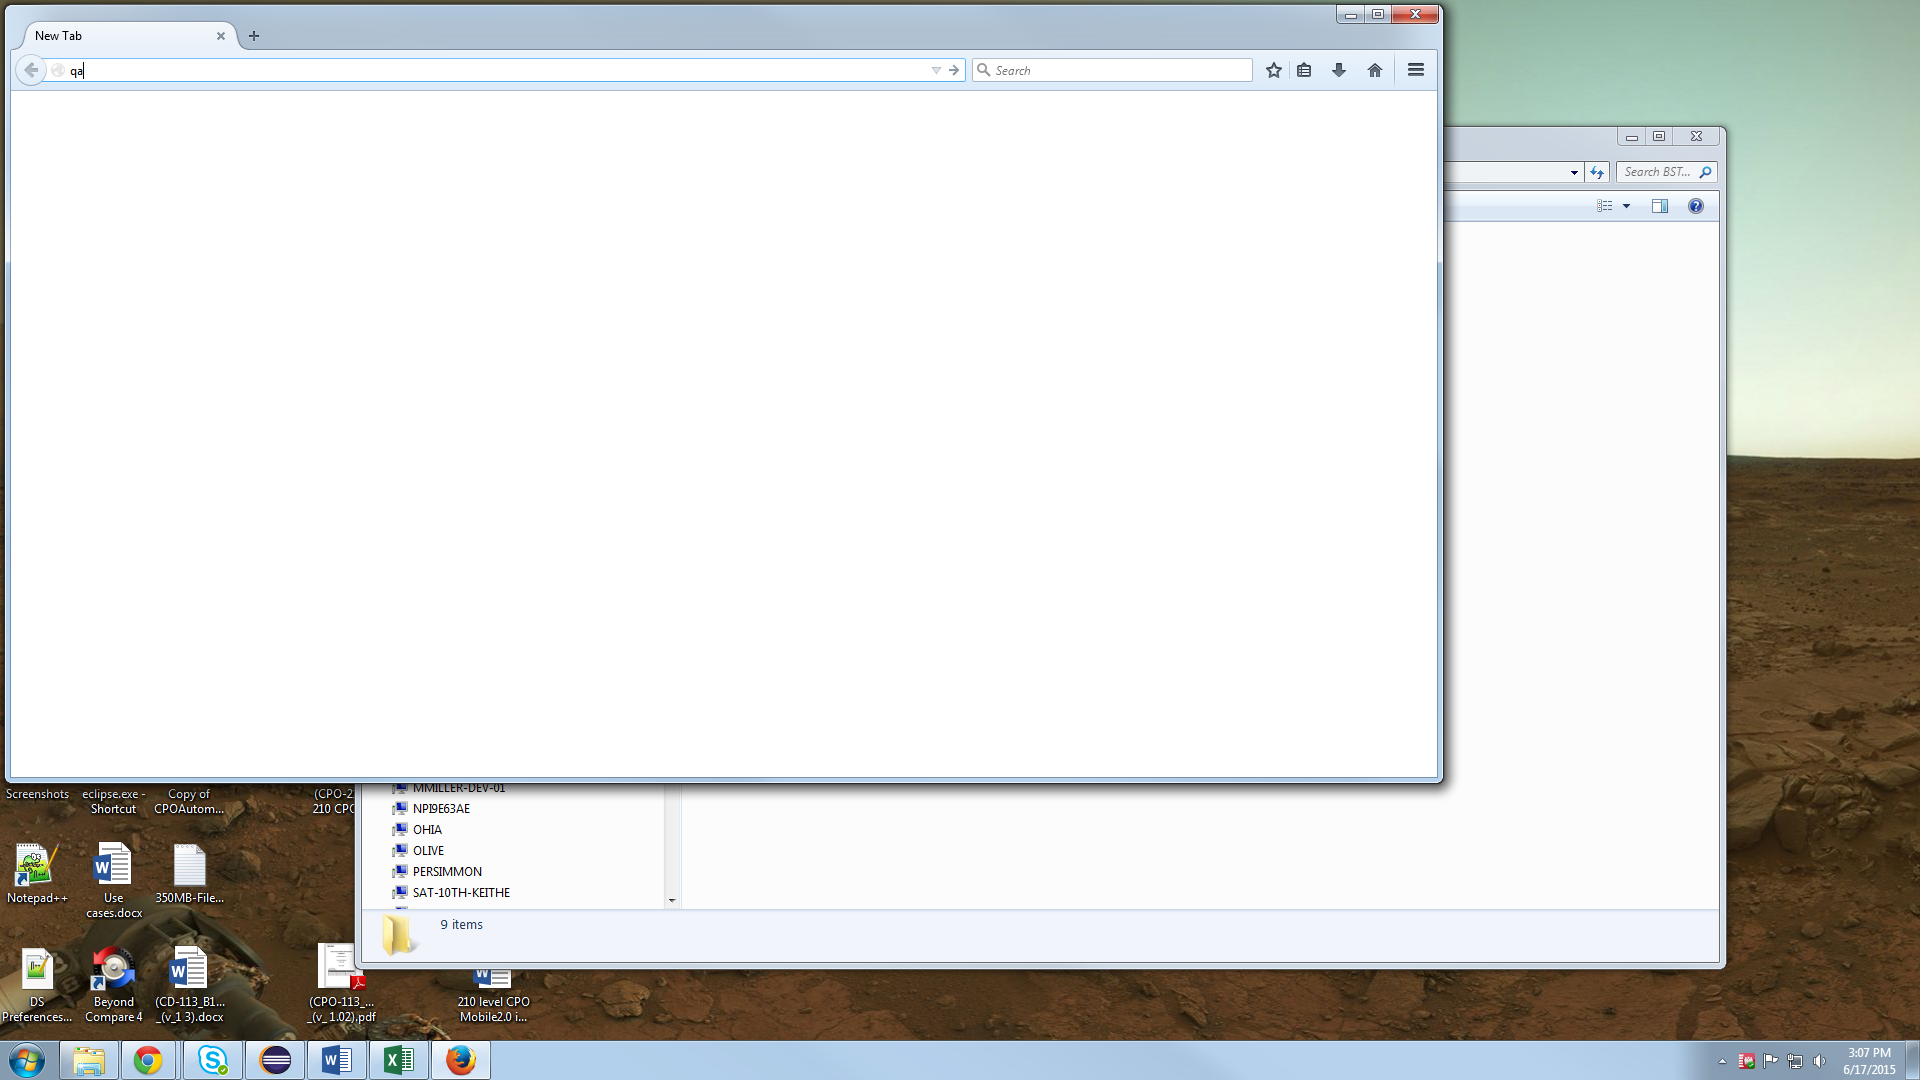 New Tab
qa
Search
Search BST...
MMILLER-DEV-01
NPI9E63AE
OHIA
OLIVE
PERSIMMON
SAT-10TH-KEITHE
9 items
Screenshots
eclipse.exe -
Shortcut
Copy of
CPOAutom...
(CPO-2
210 CPO
Notepad++
Use
cases.docx
350MB-File...
DS
Preferences...
Beyond
Compare 4
(CD-113_B1...
_(v_1 3).docx
(CPO-113_...
_(v_ 1.02).pdf
210 level CPO
Mobile2.0 i...
3:07 PM
6/17/2015